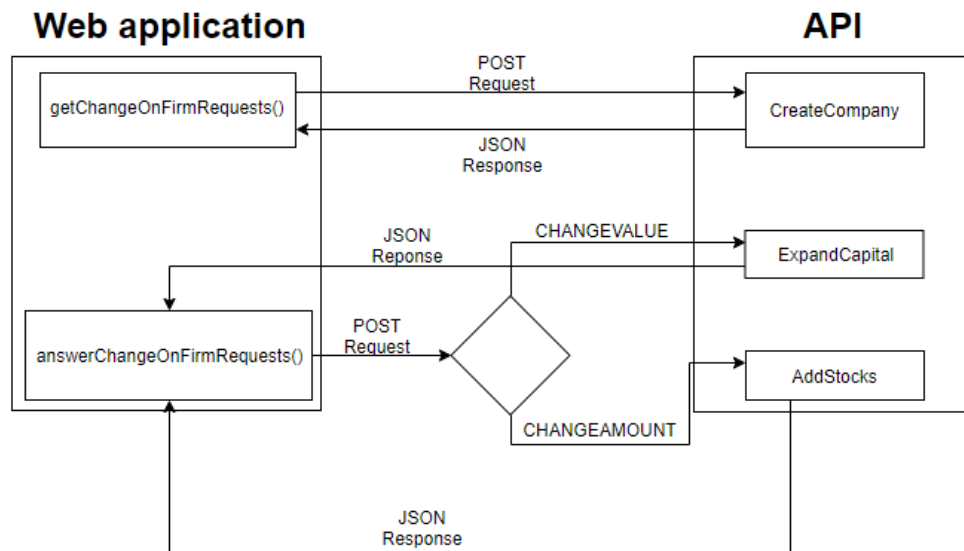 Web application
API
POST
Request
getChangeOnFirmRequests()
CreateCompany
JSON
Response
CHANGEVALUE
JSON
Reponse
ExpandCapital
POST
Request
answerChangeOnFirmRequests()
AddStocks
CHANGEAMOUNT
JSON
Response